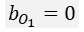 b_{O_1} = 0